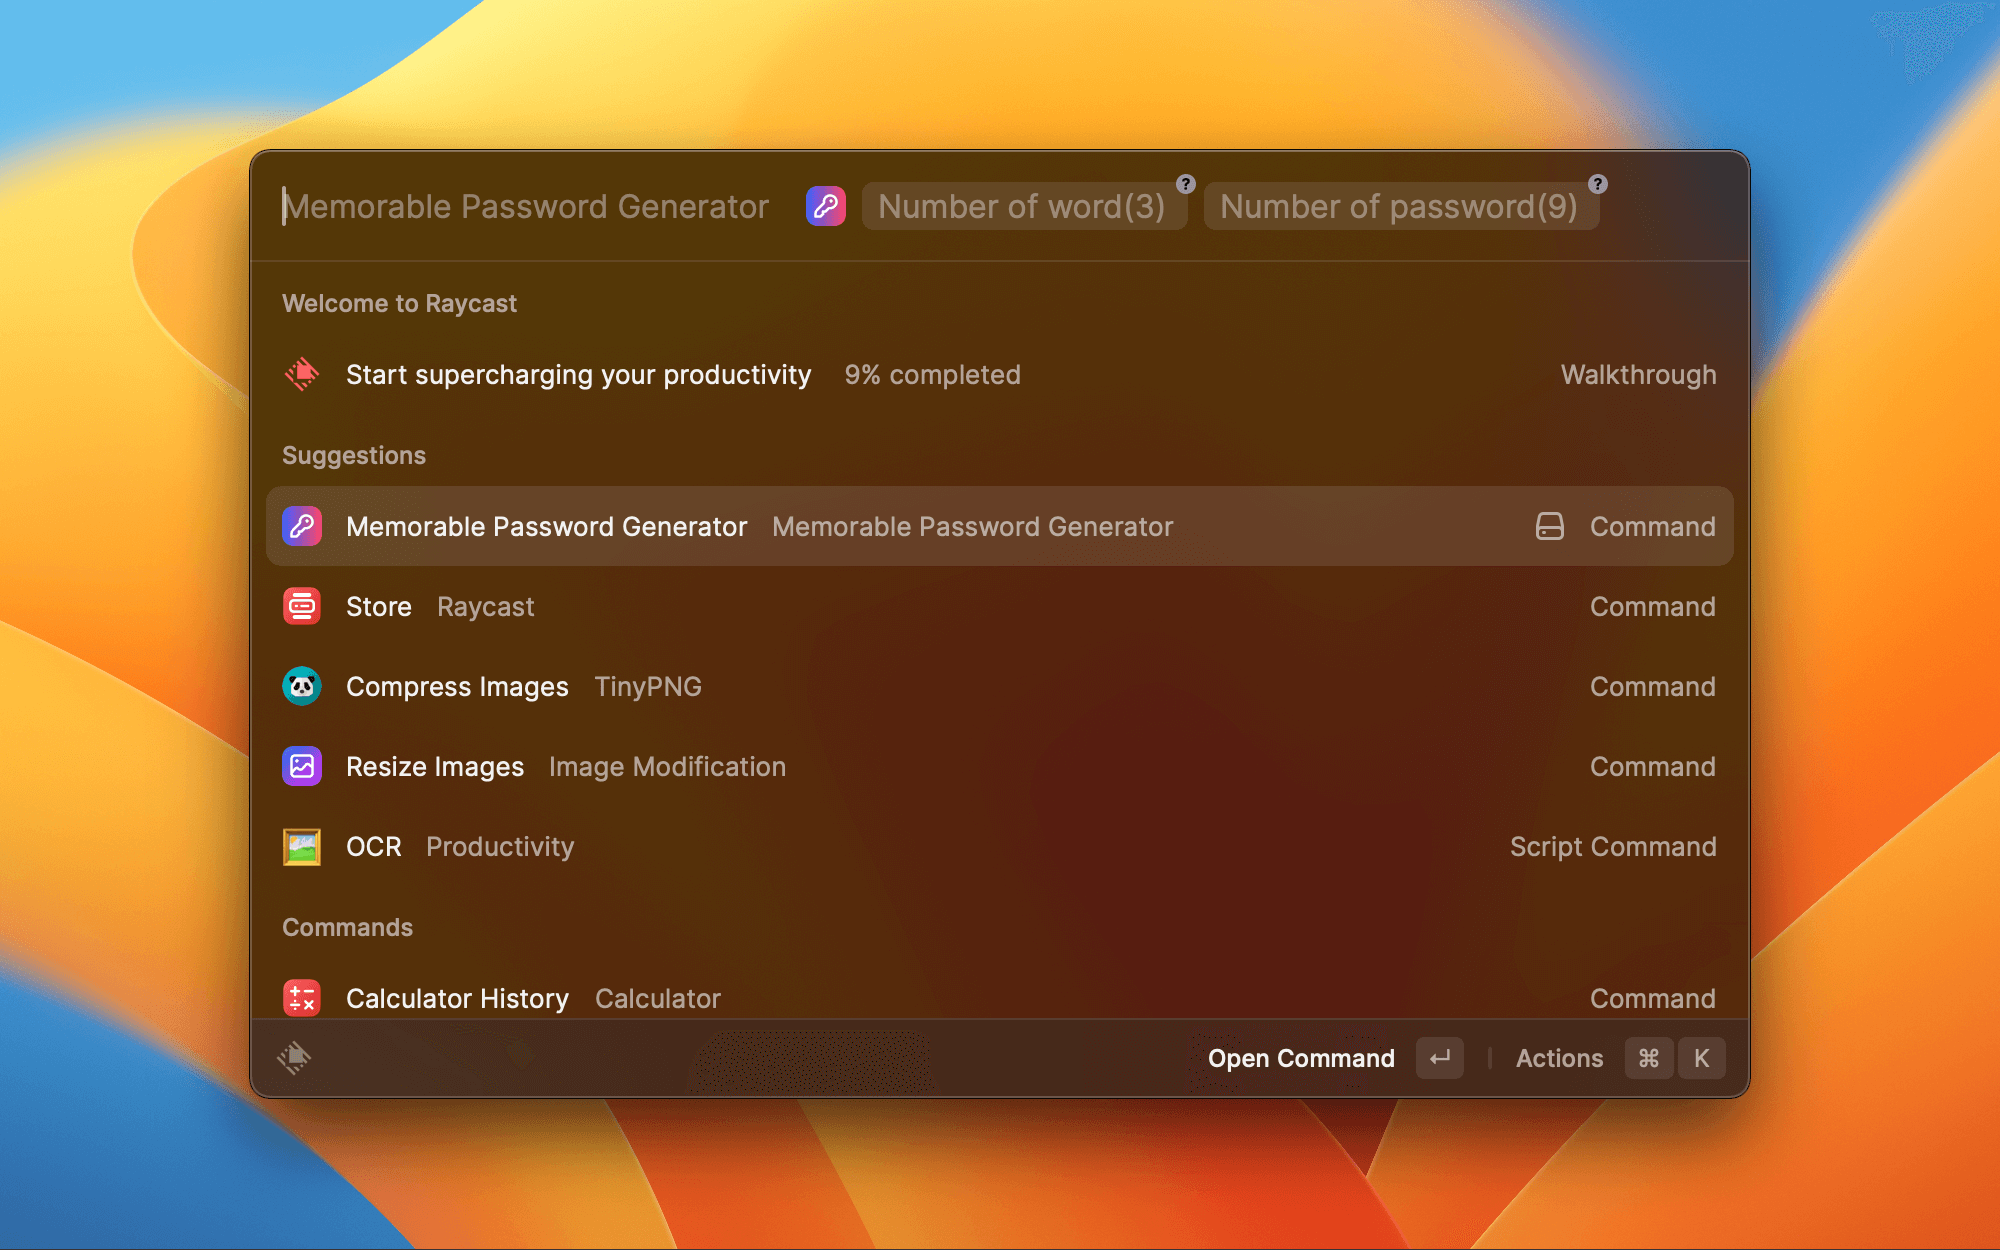 Memorable Password Generator Number of word(3) ? Number of password(9) ?
Welcome to Raycast
Start supercharging your productivity 9% completed Walkthrough
Suggestions
Memorable Password Generator Memorable Password Generator Command
Store Raycast Command
Compress Images TinyPNG Command
Resize Images Image Modification Command
OCR Productivity Script Command
Commands
Calculator History Calculator Command
Open Command ↵ Actions ⌘ K